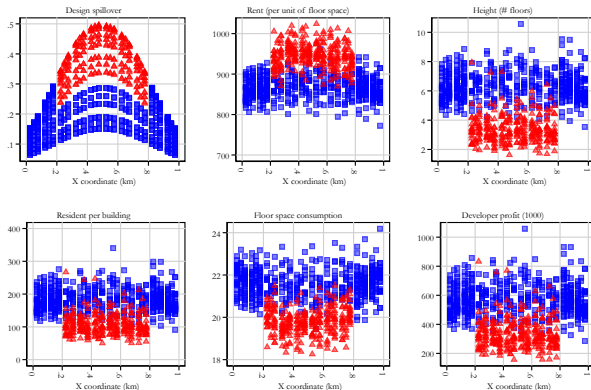 Design spillover
.5
.4
.3
.2
.1
0 .2 .4 .6 .8 1
X coordinate (km)
Rent (per unit of floor space)
1000
900
800
700
0 .2 .4 .6 .8 1
X coordinate (km)
Height (# floors)
10
8
6
4
2
0 .2 .4 .6 .8 1
X coordinate (km)
Resident per building
400
300
200
100
0
0 .2 .4 .6 .8 1
X coordinate (km)
Floor space consumption
24
22
20
18
0 .2 .4 .6 .8 1
X coordinate (km)
Developer profit (1000)
1000
800
600
400
200
0 .2 .4 .6 .8 1
X coordinate (km)